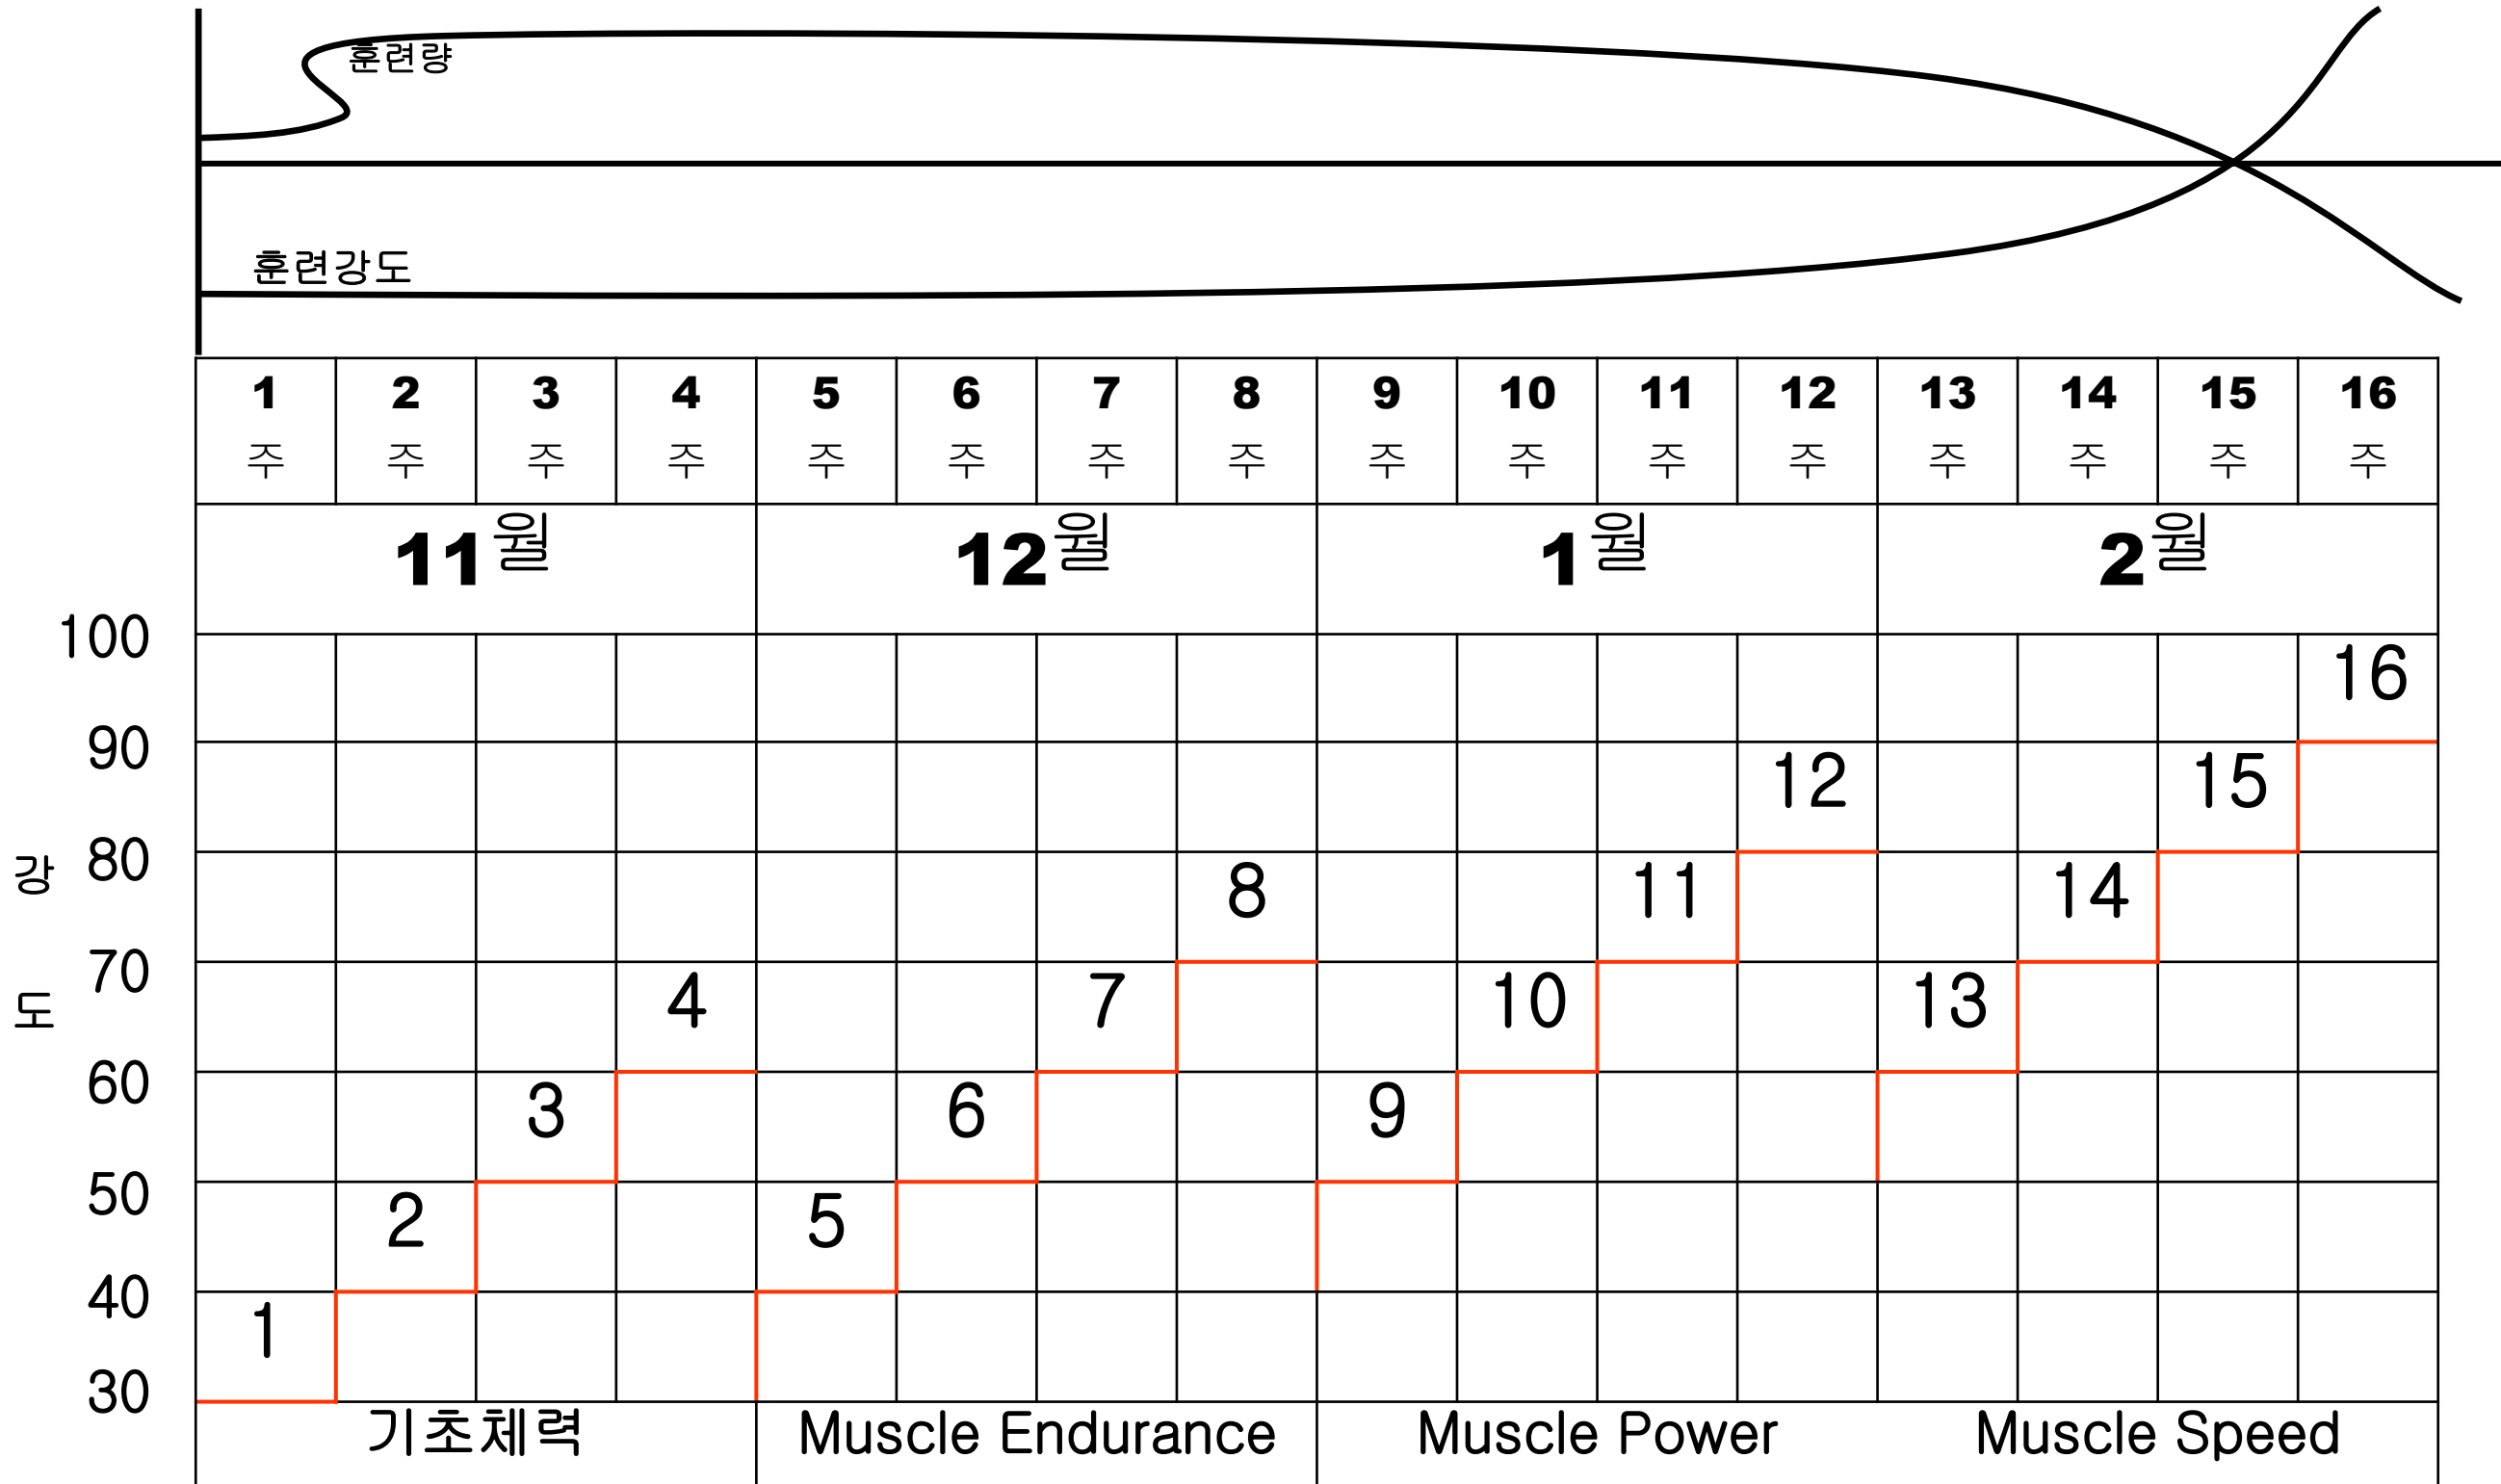 훈련량
훈련강도
1 2 3 4 5 6 7 8 9 10 11 12 13 14 15 16
주 주 주 주 주 주 주 주 주 주 주 주 주 주 주 주
11월 12월 1월 2월
100
16
90
12 15
강
80
8 11 14
70
4 7 10 13
도
60
3 6 9
50
2 5
40
1
30
기초체력 Muscle Endurance Muscle Power Muscle Speed